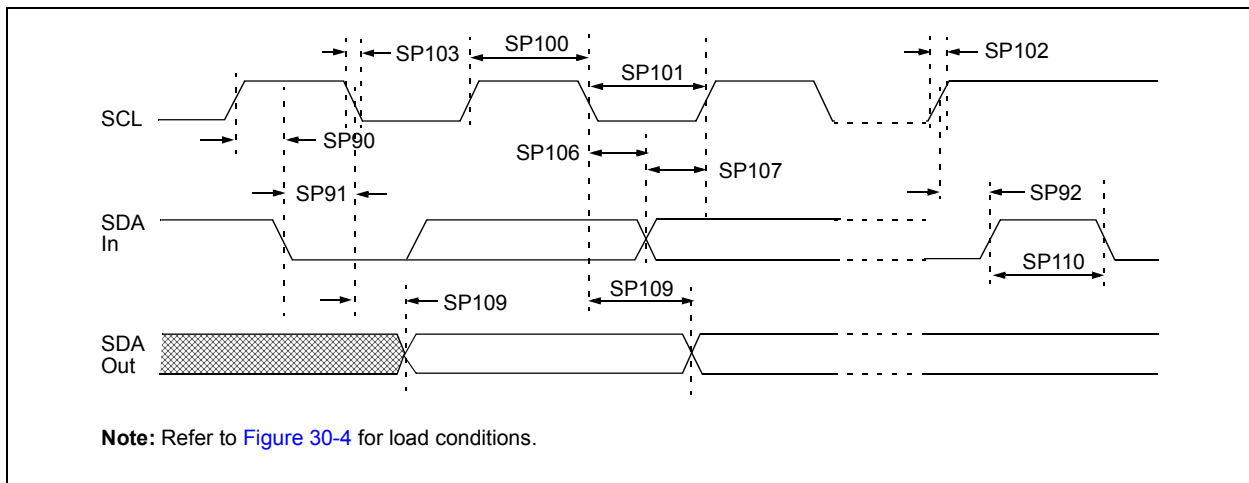 SP103
SP100
SP101
SP102
SCL
SP90
SP106
SP107
SP91
SP92
SDA
In
SP110
SP109
SP109
SDA
Out
Note: Refer to Figure 30-4 for load conditions.